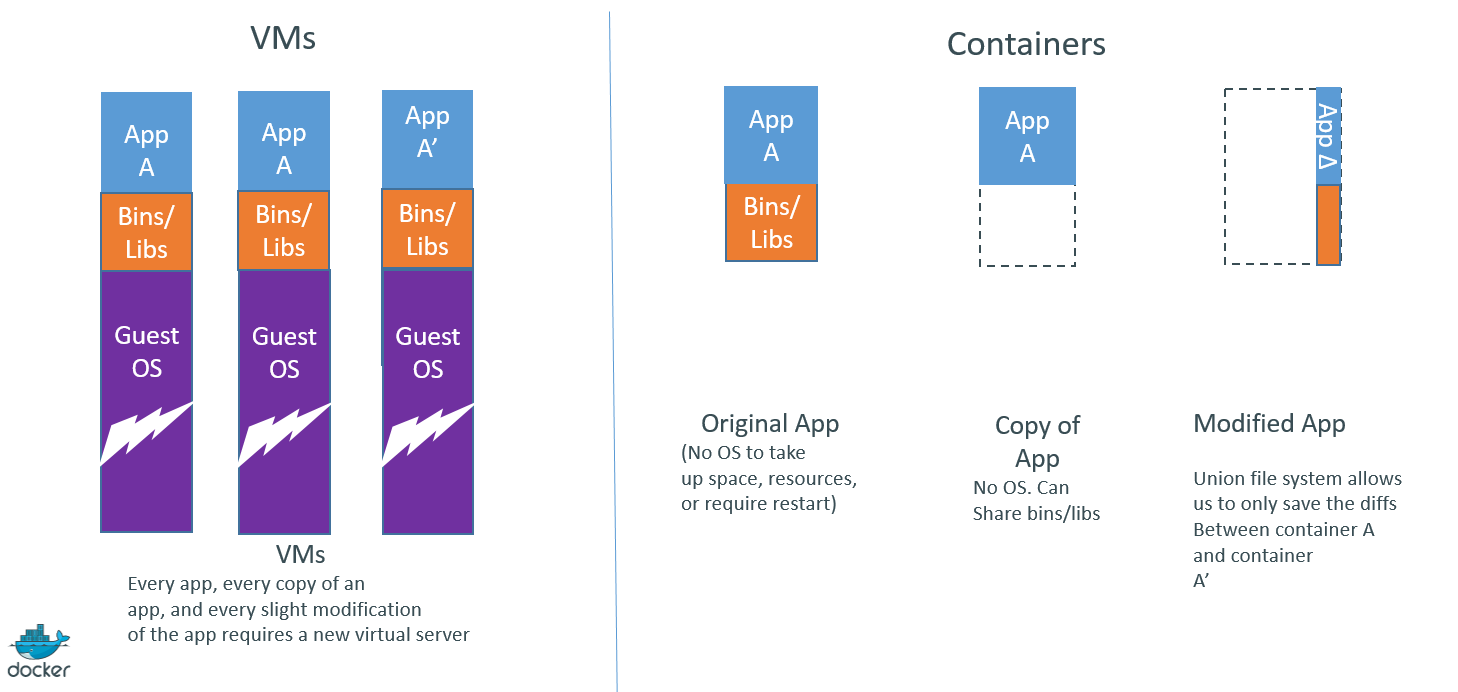 VMs
App
A
Bins/
Libs
Guest
OS
App
A
Bins/
Libs
Guest
OS
App
A’
Bins/
Libs
Guest
OS
VMs
Every app, every copy of an
app, and every slight modification
of the app requires a new virtual server
docker
Containers
App
A
Bins/
Libs
Original App
(No OS to take
up space, resources,
or require restart)
App
A
Copy of
App
No OS. Can
Share bins/libs
App Δ
Modified App
Union file system allows
us to only save the diffs
Between container A
and container
A’